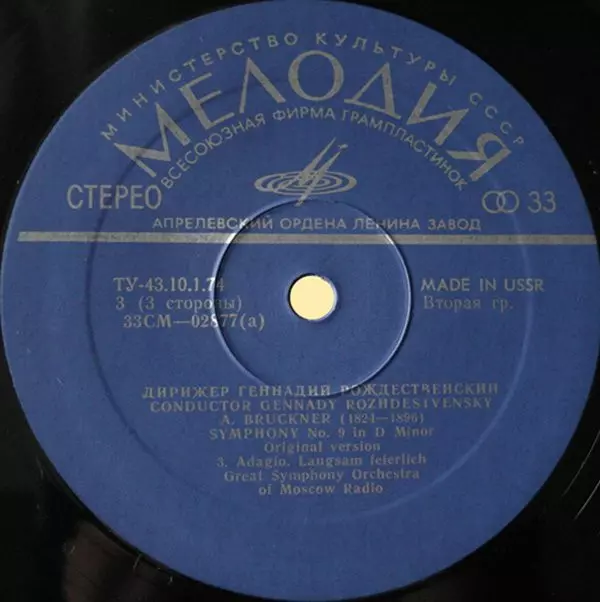 МИНИСТЕРСТВО КУЛЬТУРЫ СССР
МЕЛОДИЯ
ВСЕСОЮЗНАЯ ФИРМА ГРАМПЛАСТИНОК
СТЕРЕО
33
АПРЕЛЕВСКИЙ ОРДЕНА ЛЕНИНА ЗАВОД
ТУ-43.10.1.74
3 (3 стороны)
33СМ—02877(а)
MADE IN USSR
Вторая гр.
ДИРИЖЕР ГЕННАДИЙ РОЖДЕСТВЕНСКИЙ
CONDUCTOR GENNADY ROZHDESTVENSKY
A. BRUCKNER (1824—1896)
SYMPHONY No. 9 in D Minor
Original version
3. Adagio. Langsam feierlich
Great Symphony Orchestra
of Moscow Radio